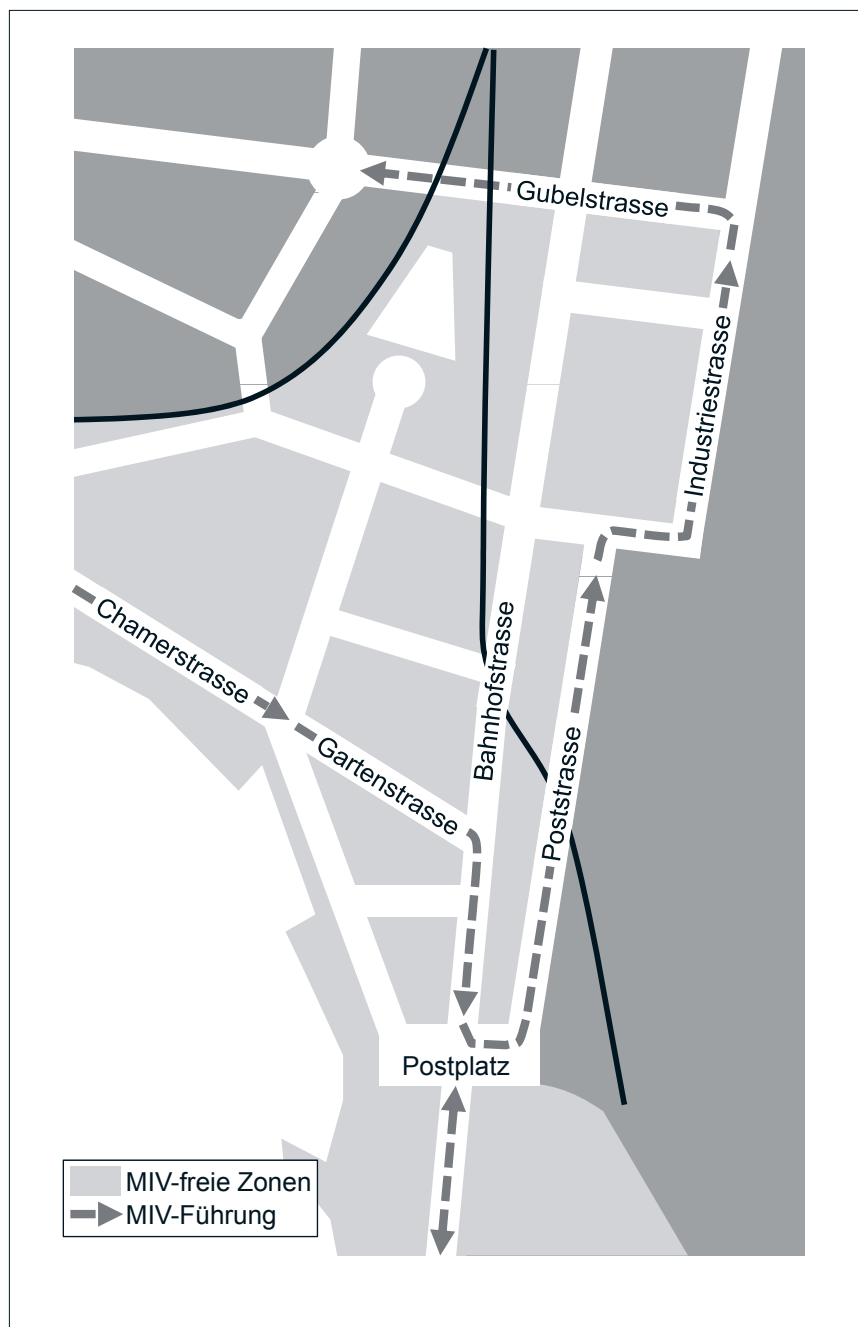 Gubelstrasse
Industriestrasse
Chamerstrasse
Gartenstrasse
Bahnhofstrasse
Poststrasse
Postplatz
MIV-freie Zonen
MIV-Führung